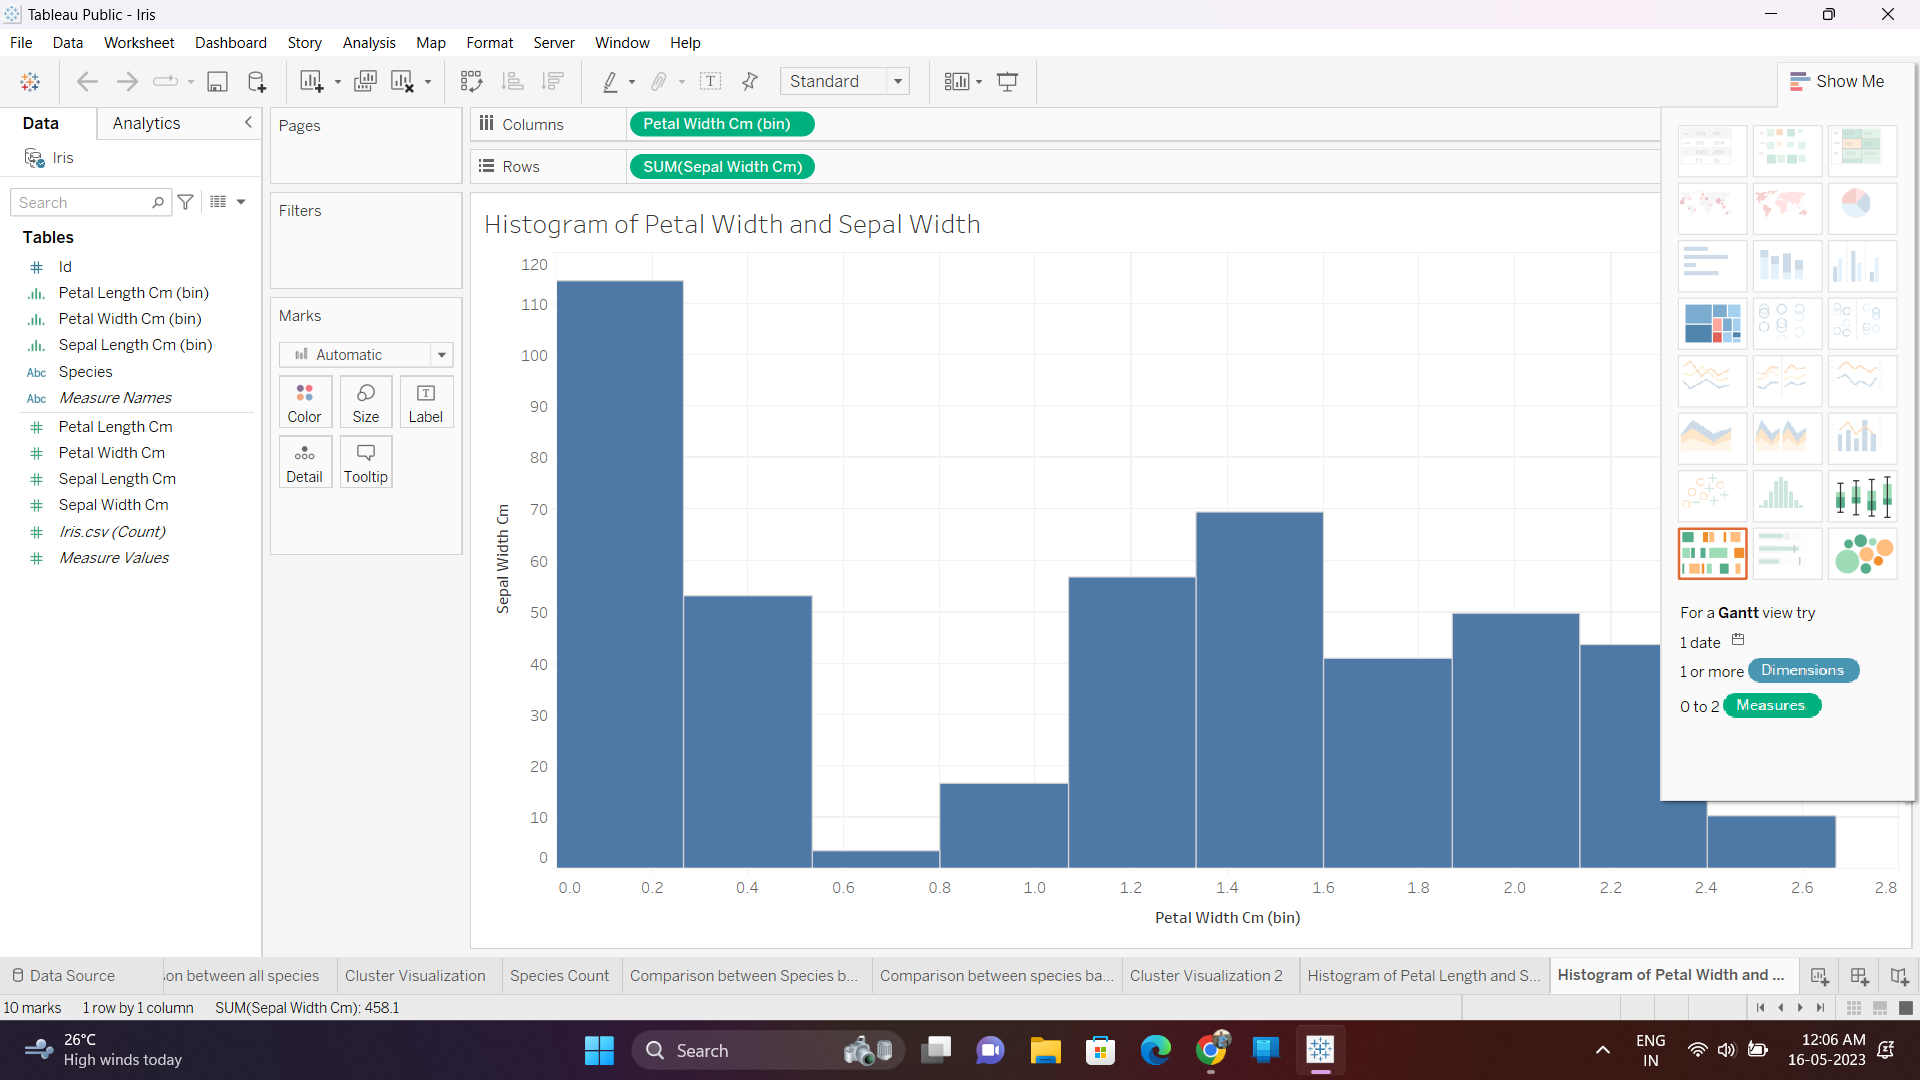 Tableau Public - Iris
File Data Worksheet Dashboard Story Analysis Map Format Server Window Help
Standard
Show Me
Data Analytics
Iris
Search
Tables
Id
Petal Length Cm (bin)
Petal Width Cm (bin)
Sepal Length Cm (bin)
Abc Species
Abc Measure Names
Petal Length Cm
Petal Width Cm
Sepal Length Cm
Sepal Width Cm
Iris.csv (Count)
Measure Values
Pages
Filters
Marks
Automatic
Color Size Label
Detail Tooltip
Columns Petal Width Cm (bin)
Rows SUM(Sepal Width Cm)
Histogram of Petal Width and Sepal Width
120
110
100
90
80
70
60
50
40
30
20
10
0
Sepal Width Cm
0.0 0.2 0.4 0.6 0.8 1.0 1.2 1.4 1.6 1.8 2.0 2.2 2.4 2.6 2.8
Petal Width Cm (bin)
For a Gantt view try
1 date
1 or more Dimensions
0 to 2 Measures
Data Source on between all species Cluster Visualization Species Count Comparison between Species b... Comparison between species ba... Cluster Visualization 2 Histogram of Petal Length and S... Histogram of Petal Width and ...
10 marks 1 row by 1 column SUM(Sepal Width Cm): 458.1
26°C
High winds today
Search
ENG
IN
12:06 AM
16-05-2023